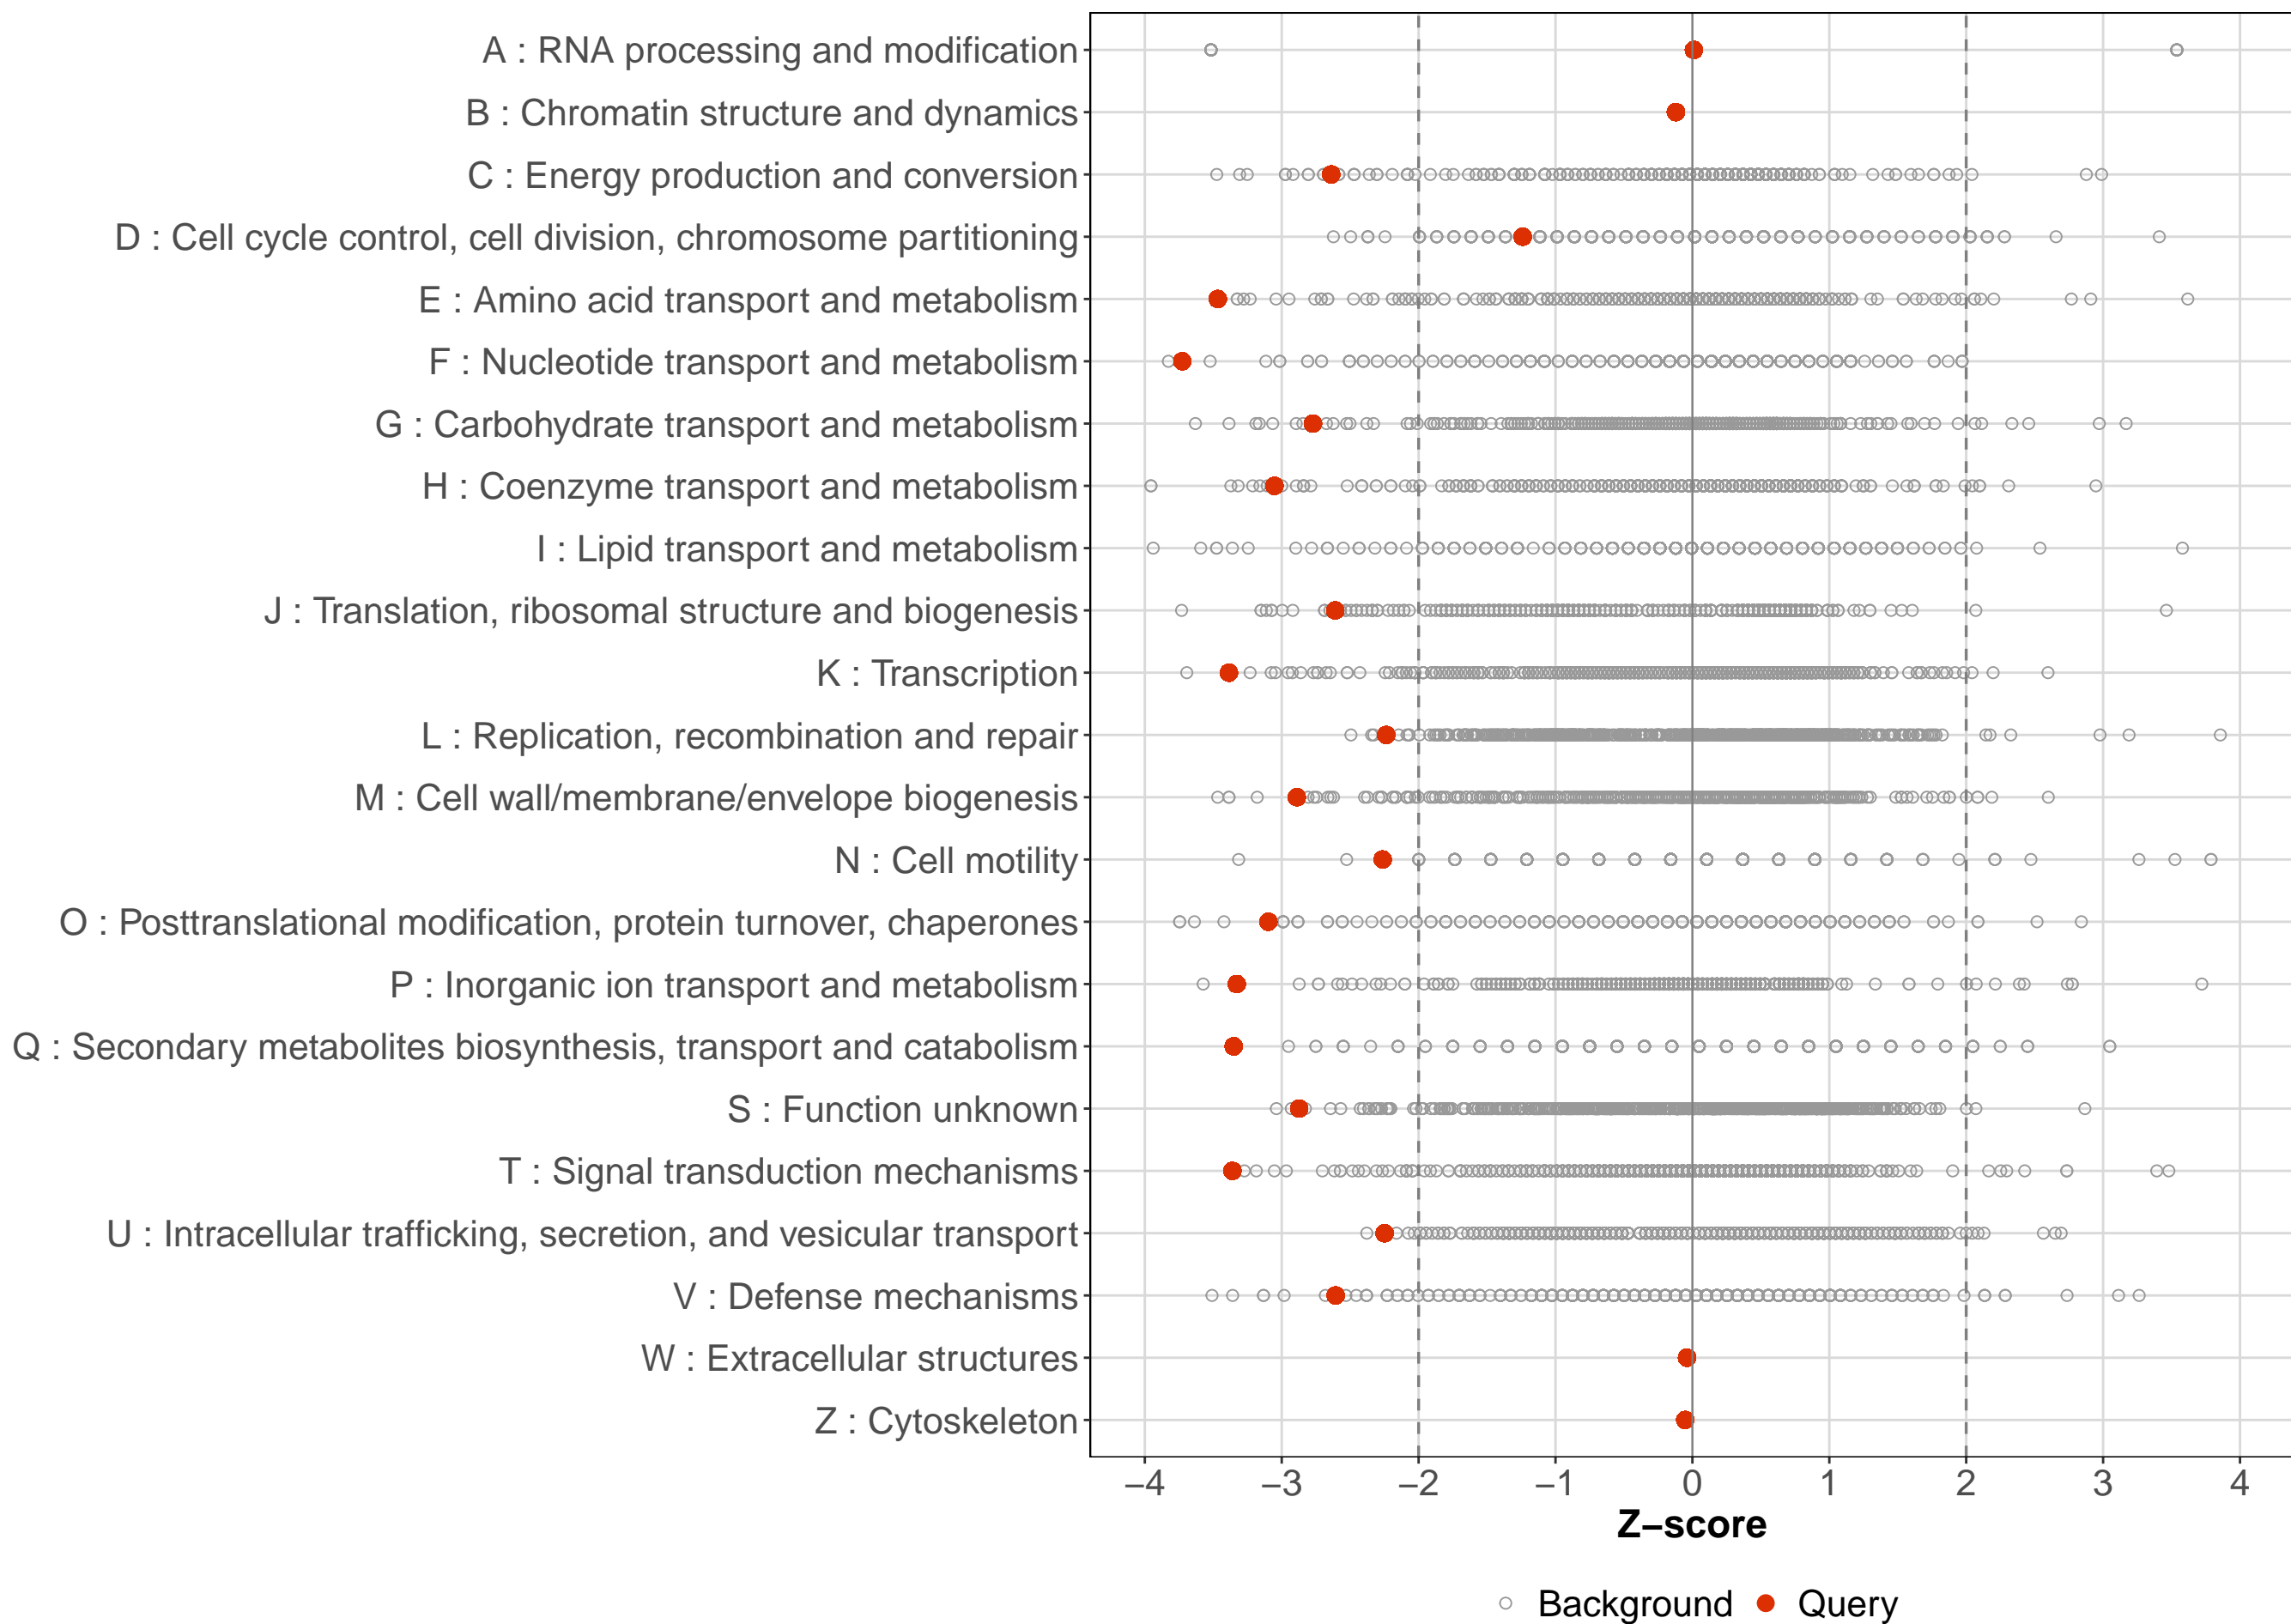 A : RNA processing and modification
B : Chromatin structure and dynamics
C : Energy production and conversion
D : Cell cycle control, cell division, chromosome partitioning
E : Amino acid transport and metabolism
F : Nucleotide transport and metabolism
G : Carbohydrate transport and metabolism
H : Coenzyme transport and metabolism
I : Lipid transport and metabolism
J : Translation, ribosomal structure and biogenesis
K : Transcription
L : Replication, recombination and repair
M : Cell wall/membrane/envelope biogenesis
N : Cell motility
O : Posttranslational modification, protein turnover, chaperones
P : Inorganic ion transport and metabolism
Q : Secondary metabolites biosynthesis, transport and catabolism
S : Function unknown
T : Signal transduction mechanisms
U : Intracellular trafficking, secretion, and vesicular transport
V : Defense mechanisms
W : Extracellular structures
Z : Cytoskeleton
−4 −3 −2 −1 0 1 2 3 4
Z−score
Background Query